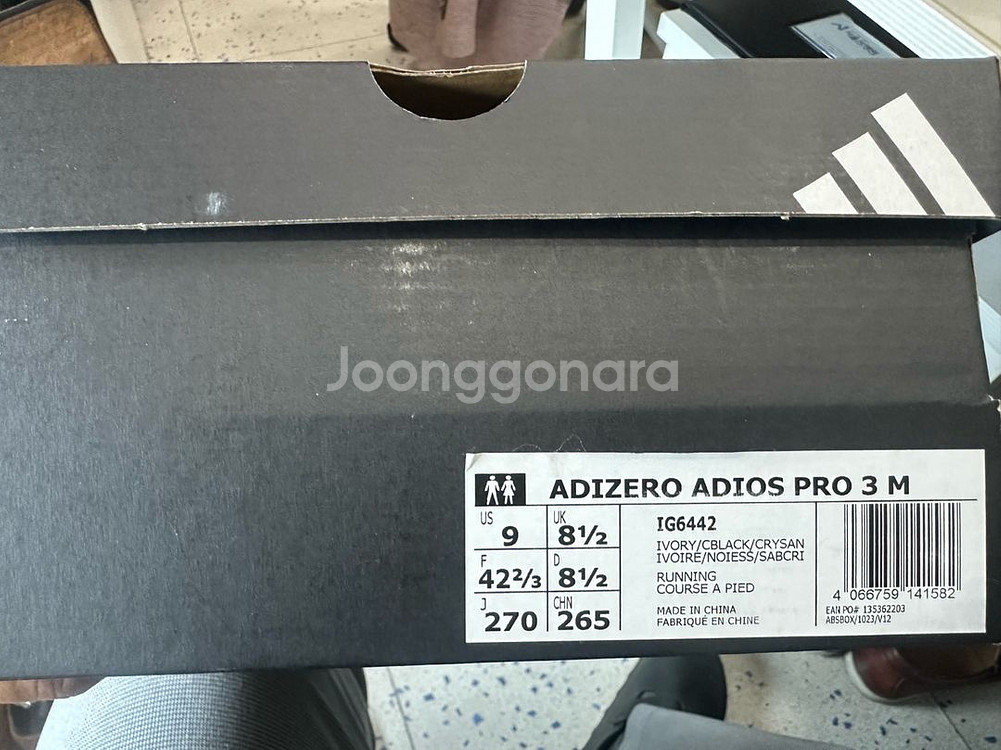 Joonggonara
ADIZERO ADIOS PRO 3 M
US 9
UK 8½
F 42⅔
D 8½
J 270
CHN 265
IG6442
IVORY/CBLACK/CRYSAN
IVOIRE/NOIESS/SABCRI
RUNNING
COURSE A PIED
MADE IN CHINA
FABRIQUÉ EN CHINE
4 066759 141582
EAN PO# 135362203
ABSBOX/1023/V12